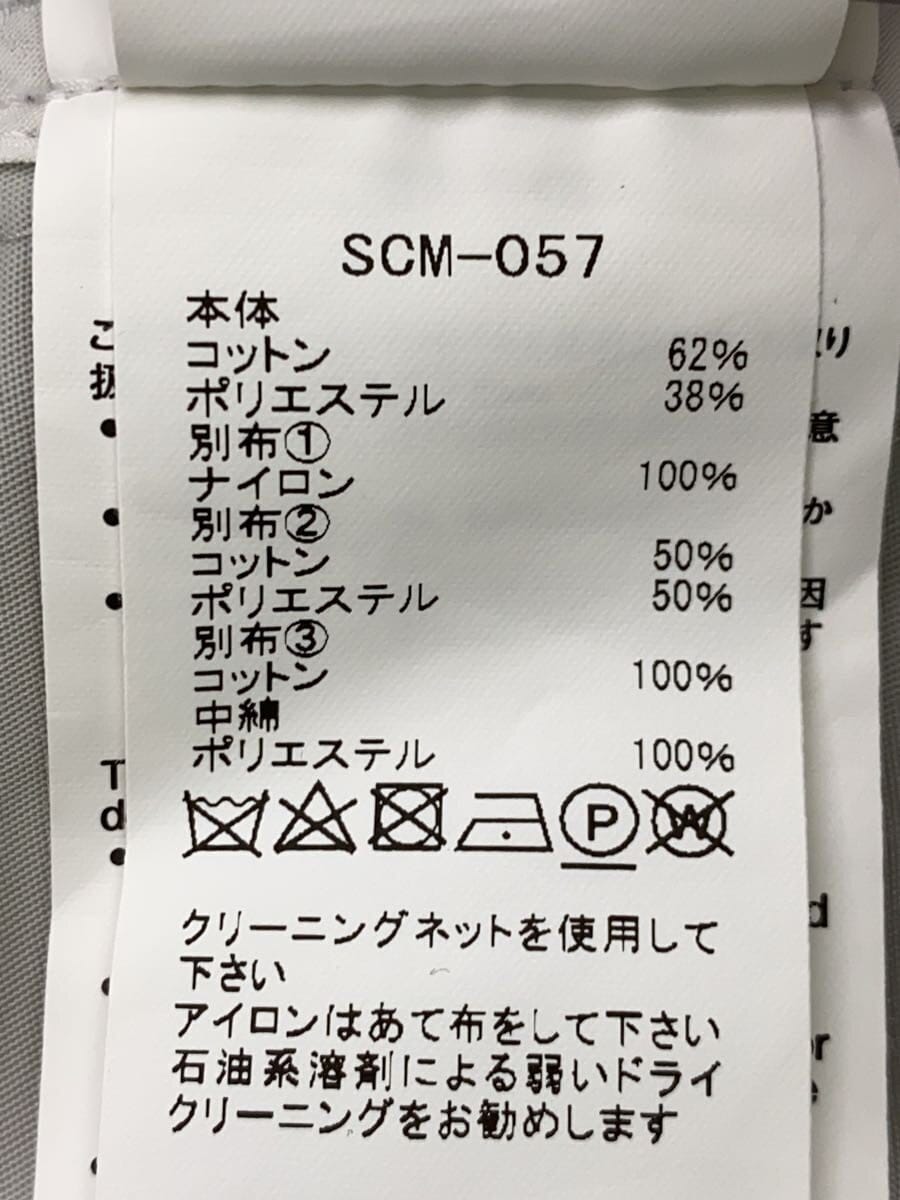 SCM-057
本体
コットン 62%
ポリエステル 38%
別布①
ナイロン 100%
別布②
コットン 50%
ポリエステル 50%
別布③
コットン 100%
中綿
ポリエステル 100%
P W
クリーニングネットを使用して
下さい
アイロンはあて布をして下さい
石油系溶剤による弱いドライ
クリーニングをお勧めします